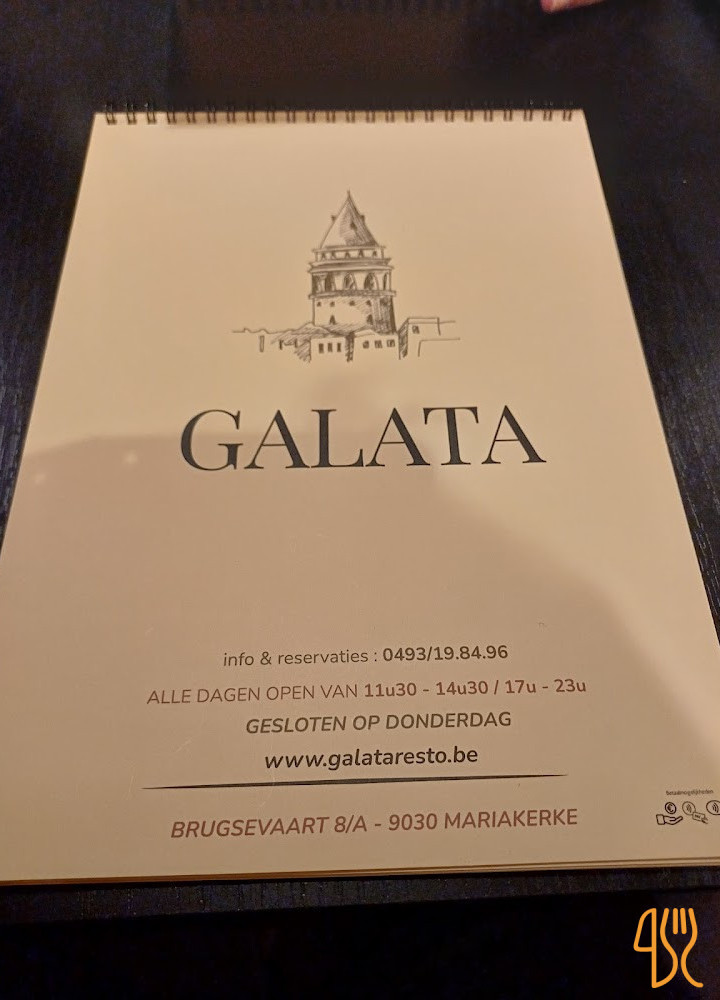 GALATA
info & reservaties : 0493/19.84.96
ALLE DAGEN OPEN VAN 11u30 - 14u30 / 17u - 23u
GESLOTEN OP DONDERDAG
www.galataresto.be
Betaalmogelijkheden
BRUGSEVAART 8/A - 9030 MARIAKERKE